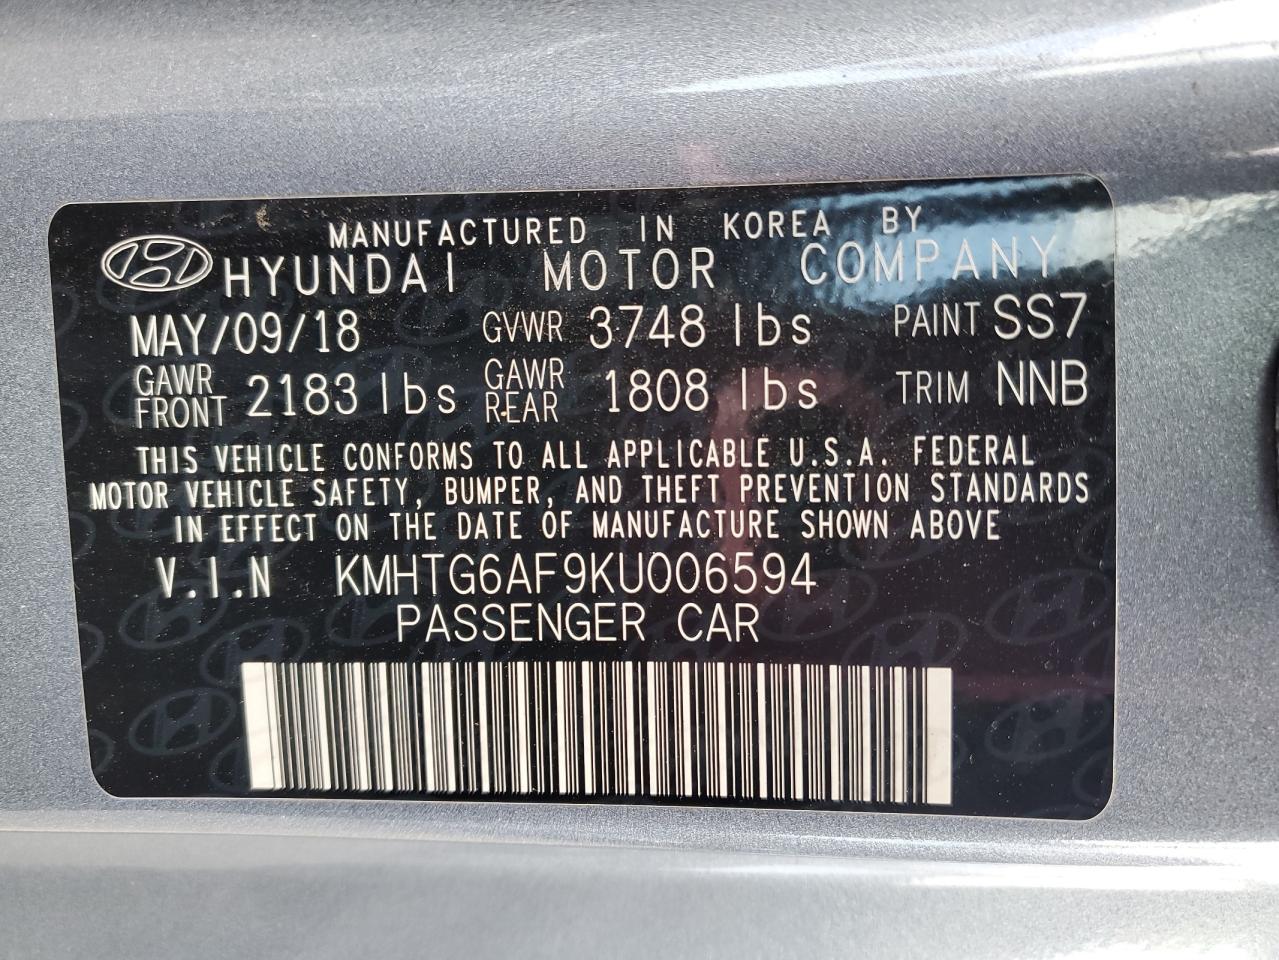 MANUFACTURED IN KOREA BY
HYUNDAI MOTOR COMPANY
MAY/09/18 GVWR 3748 lbs PAINT SS7
GAWR FRONT 2183 lbs GAWR REAR 1808 lbs TRIM NNB
THIS VEHICLE CONFORMS TO ALL APPLICABLE U.S.A. FEDERAL
MOTOR VEHICLE SAFETY, BUMPER, AND THEFT PREVENTION STANDARDS
IN EFFECT ON THE DATE OF MANUFACTURE SHOWN ABOVE
V.I.N KMHTG6AF9KU006594
PASSENGER CAR